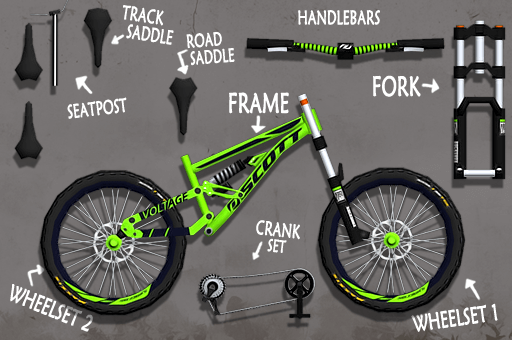 TRACK
SADDLE
ROAD
SADDLE
HANDLEBARS
SEATPOST
FRAME
FORK
SCOTT
VOLTAGE
CRANK
SET
WHEELSET 2
WHEELSET 1